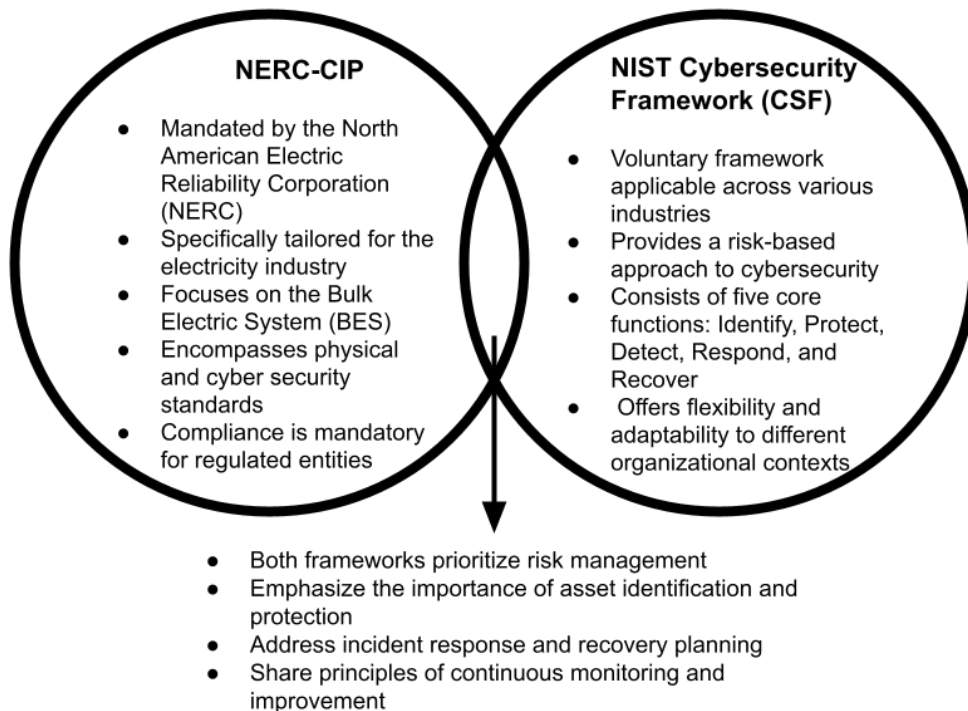 NERC-CIP
● Mandated by the North
American Electric
Reliability Corporation
(NERC)
● Specifically tailored for the
electricity industry
● Focuses on the Bulk
Electric System (BES)
● Encompasses physical
and cyber security
standards
● Compliance is mandatory
for regulated entities
NIST Cybersecurity
Framework (CSF)
● Voluntary framework
applicable across various
industries
● Provides a risk-based
approach to cybersecurity
● Consists of five core
functions: Identify, Protect,
Detect, Respond, and
Recover
● Offers flexibility and
adaptability to different
organizational contexts
● Both frameworks prioritize risk management
● Emphasize the importance of asset identification and
protection
● Address incident response and recovery planning
● Share principles of continuous monitoring and
improvement